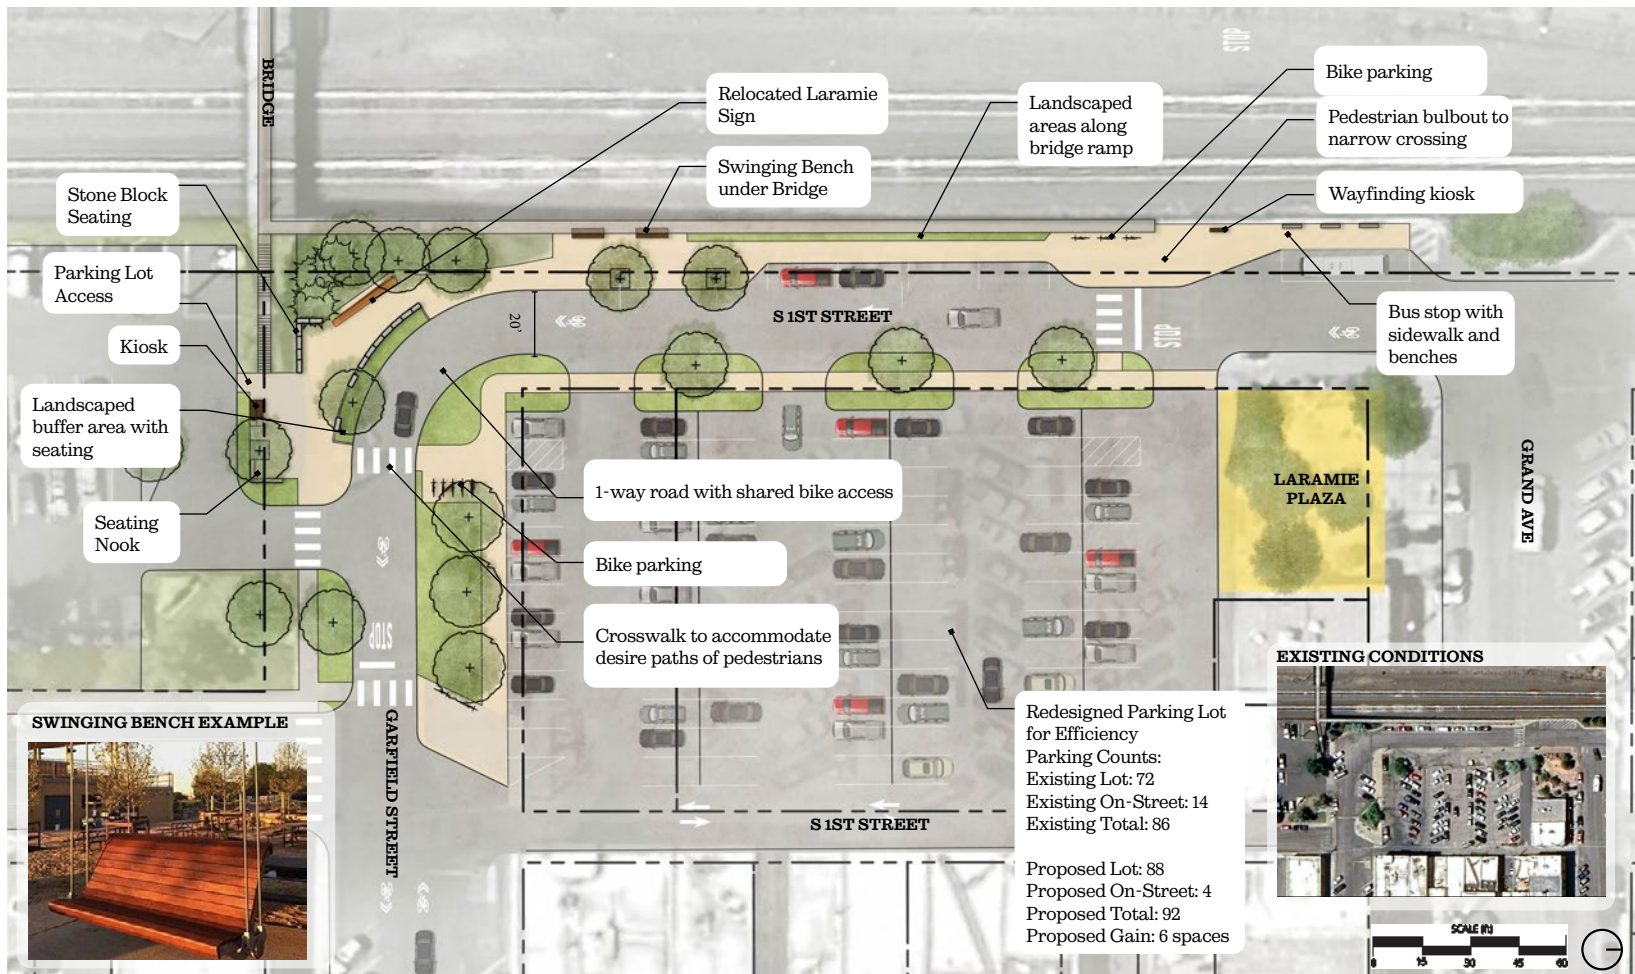 BRIDGE
Relocated Laramie
Sign
Landscaped
areas along
bridge ramp
STOP
Bike parking
Pedestrian bulbout to
narrow crossing
Swinging Bench
under Bridge
Wayfinding kiosk
Stone Block
Seating
Parking Lot
Access
Kiosk
Landscaped
buffer area with
seating
Seating
Nook
20'
S 1ST STREET
STOP
Bus stop with
sidewalk and
benches
1-way road with shared bike access
Bike parking
Crosswalk to accommodate
desire paths of pedestrians
LARAMIE
PLAZA
GRAND AVE
STOP
GARFIELD STREET
S 1ST STREET
Redesigned Parking Lot
for Efficiency
Parking Counts:
Existing Lot: 72
Existing On-Street: 14
Existing Total: 86
Proposed Lot: 88
Proposed On-Street: 4
Proposed Total: 92
Proposed Gain: 6 spaces
EXISTING CONDITIONS
SWINGING BENCH EXAMPLE
SCALE (ft)
0 15 30 45 60